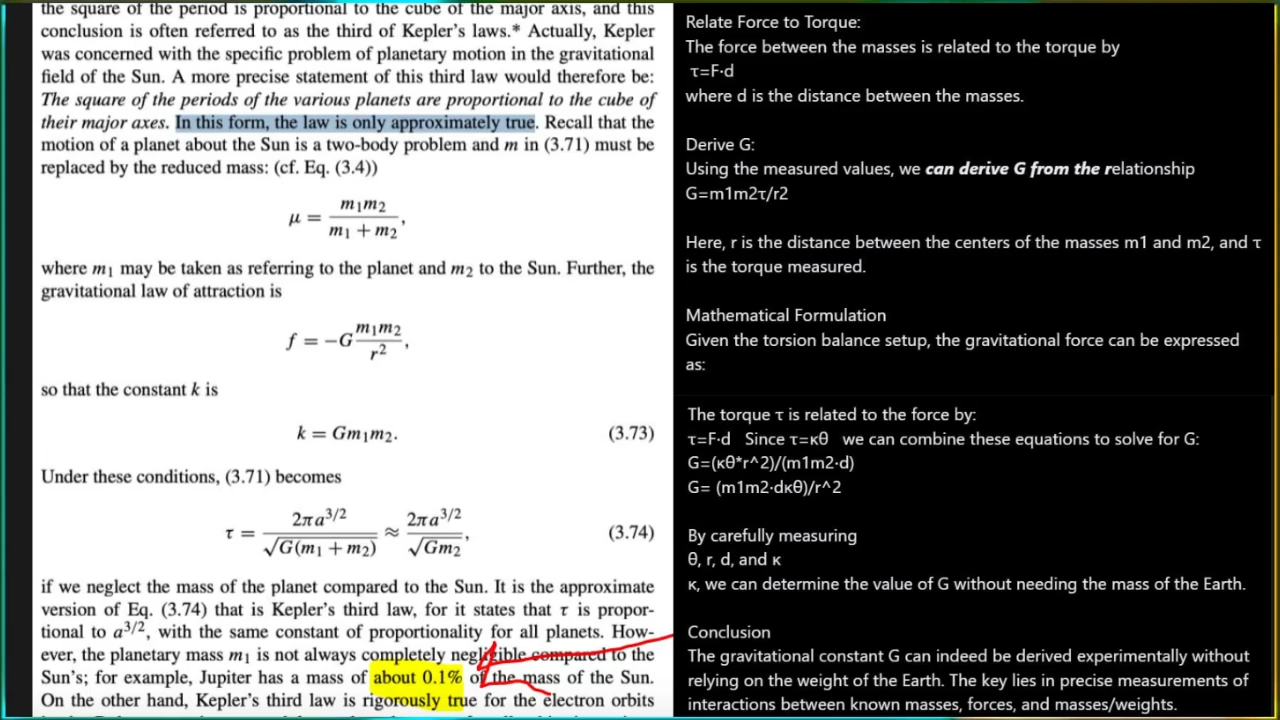 the square of the period is proportional to the cube of the major axis, and this
conclusion is often referred to as the third of Kepler's laws.* Actually, Kepler
was concerned with the specific problem of planetary motion in the gravitational
field of the Sun. A more precise statement of this third law would therefore be:
The square of the periods of the various planets are proportional to the cube of
their major axes. In this form, the law is only approximately true. Recall that the
motion of a planet about the Sun is a two-body problem and m in (3.71) must be
replaced by the reduced mass: (cf. Eq. (3.4))
μ = m₁m₂ / (m₁ + m₂),
where m₁ may be taken as referring to the planet and m₂ to the Sun. Further, the
gravitational law of attraction is
f = −G m₁m₂ / r²,
so that the constant k is
k = Gm₁m₂. (3.73)
Under these conditions, (3.71) becomes
τ = 2πa^3/2 / √G(m₁ + m₂) ≈ 2πa^3/2 / √Gm₂, (3.74)
if we neglect the mass of the planet compared to the Sun. It is the approximate
version of Eq. (3.74) that is Kepler's third law, for it states that τ is propor-
tional to a^3/2, with the same constant of proportionality for all planets. How-
ever, the planetary mass m₁ is not always completely negligible compared to the
Sun's; for example, Jupiter has a mass of about 0.1% of the mass of the Sun.
On the other hand, Kepler's third law is rigorously true for the electron orbits
Relate Force to Torque:
The force between the masses is related to the torque by
τ=F·d
where d is the distance between the masses.
Derive G:
Using the measured values, we can derive G from the relationship
G=m1m2τ/r2
Here, r is the distance between the centers of the masses m1 and m2, and τ
is the torque measured.
Mathematical Formulation
Given the torsion balance setup, the gravitational force can be expressed
as:
The torque τ is related to the force by:
τ=F·d Since τ=κθ we can combine these equations to solve for G:
G=(κθ*r^2)/(m1m2·d)
G= (m1m2·dκθ)/r^2
By carefully measuring
θ, r, d, and κ
κ, we can determine the value of G without needing the mass of the Earth.
Conclusion
The gravitational constant G can indeed be derived experimentally without
relying on the weight of the Earth. The key lies in precise measurements of
interactions between known masses, forces, and masses/weights.